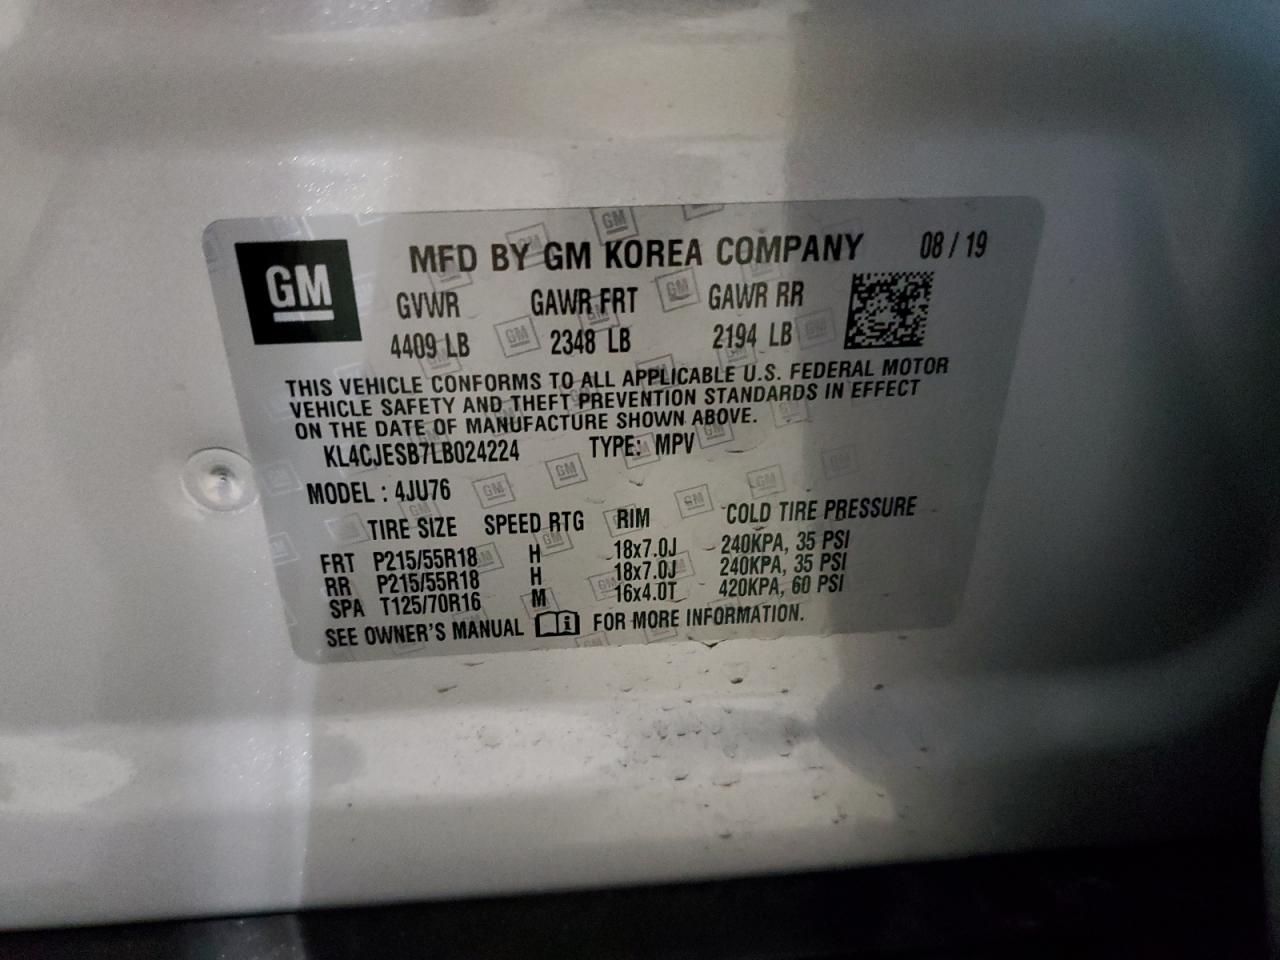 GM
MFD BY GM KOREA COMPANY 08 / 19
GVWR GAWR FRT GAWR RR
4409 LB 2348 LB 2194 LB
THIS VEHICLE CONFORMS TO ALL APPLICABLE U.S. FEDERAL MOTOR
VEHICLE SAFETY AND THEFT PREVENTION STANDARDS IN EFFECT
ON THE DATE OF MANUFACTURE SHOWN ABOVE.
KL4CJESB7LB024224 TYPE: MPV
MODEL : 4JU76
TIRE SIZE SPEED RTG RIM COLD TIRE PRESSURE
FRT P215/55R18 H 18x7.0J 240KPA, 35 PSI
RR P215/55R18 H 18x7.0J 240KPA, 35 PSI
SPA T125/70R16 M 16x4.0T 420KPA, 60 PSI
SEE OWNER'S MANUAL i FOR MORE INFORMATION.